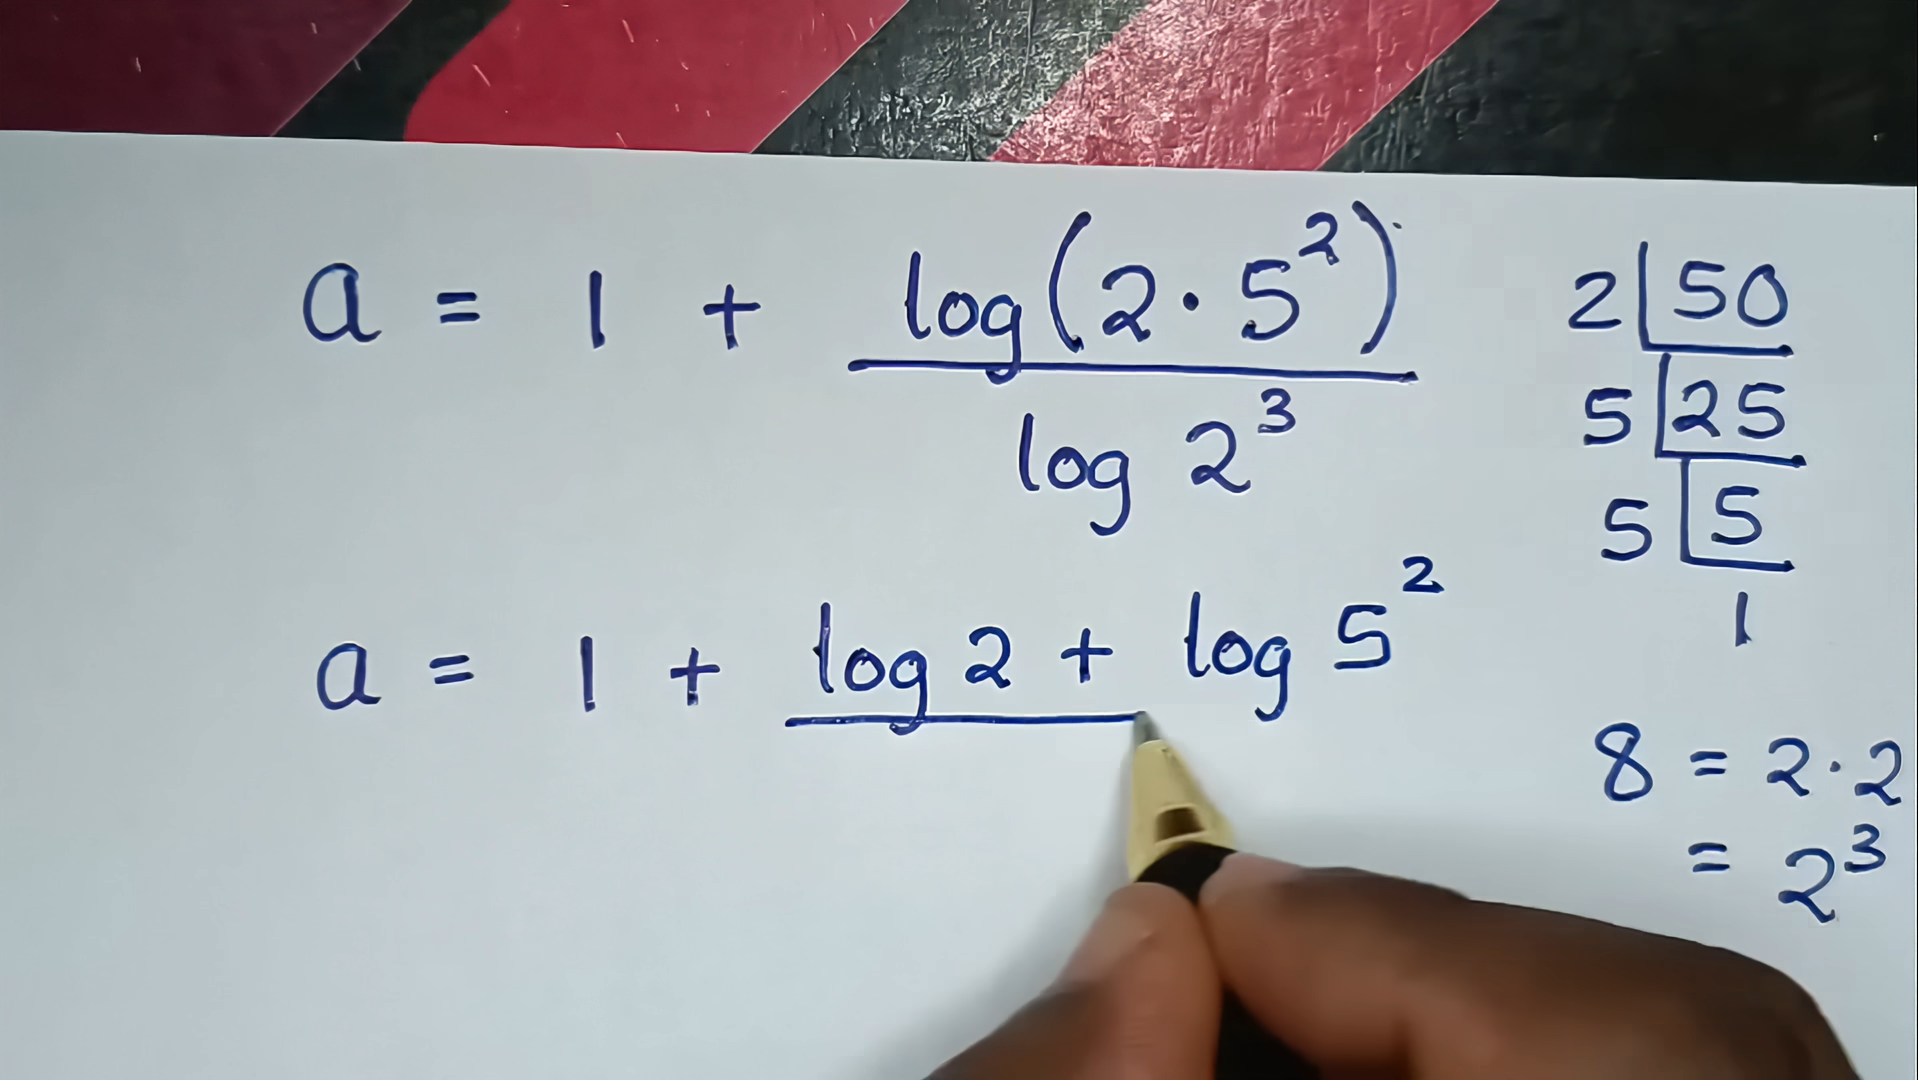 a = 1 + log(2·5²)
log 2³
a = 1 + log 2 + log 5²
2 | 50
5 | 25
5 | 5
1
8 = 2·2
= 2³